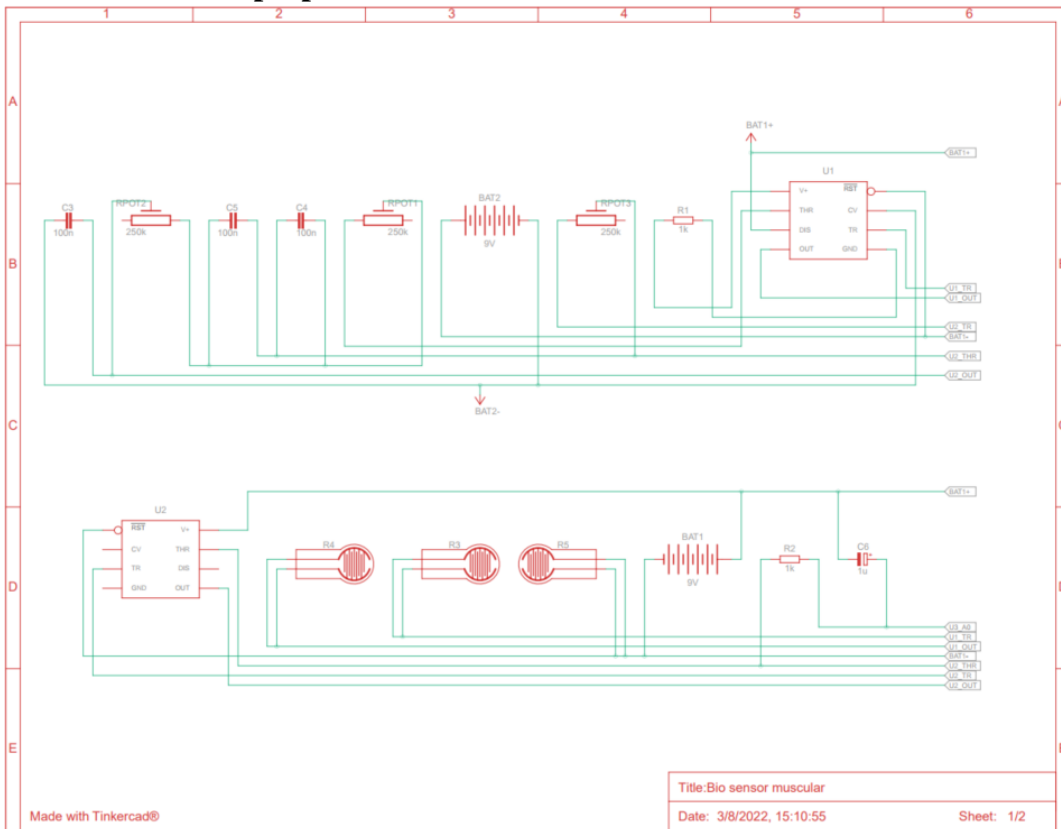 1 2 3 4 5 6
A
BAT1+
BAT1+
U1
V+ RST
THR CV
DIS TR
OUT GND
C3
100n
RPOT2
250k
C5
100n
C4
100n
RPOT1
250k
BAT2
9V
RPOT3
250k
R1
1k
B
U1_TR
U1_OUT
U2_TR
BAT1-
U2_THR
U2_OUT
BAT2-
C
BAT1+
U2
RST V+
CV THR
TR DIS
GND OUT
R4
R3
R5
BAT1
9V
R2
1k
C6
+
1u
D
U3_A0
U1_TR
U1_OUT
BAT1-
U2_THR
U2_TR
U2_OUT
E
Title:Bio sensor muscular
Made with Tinkercad®
Date: 3/8/2022, 15:10:55 Sheet: 1/2